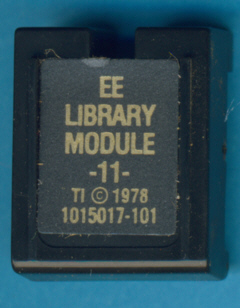 EE
LIBRARY
MODULE
-11-
TI © 1978
1015017-101